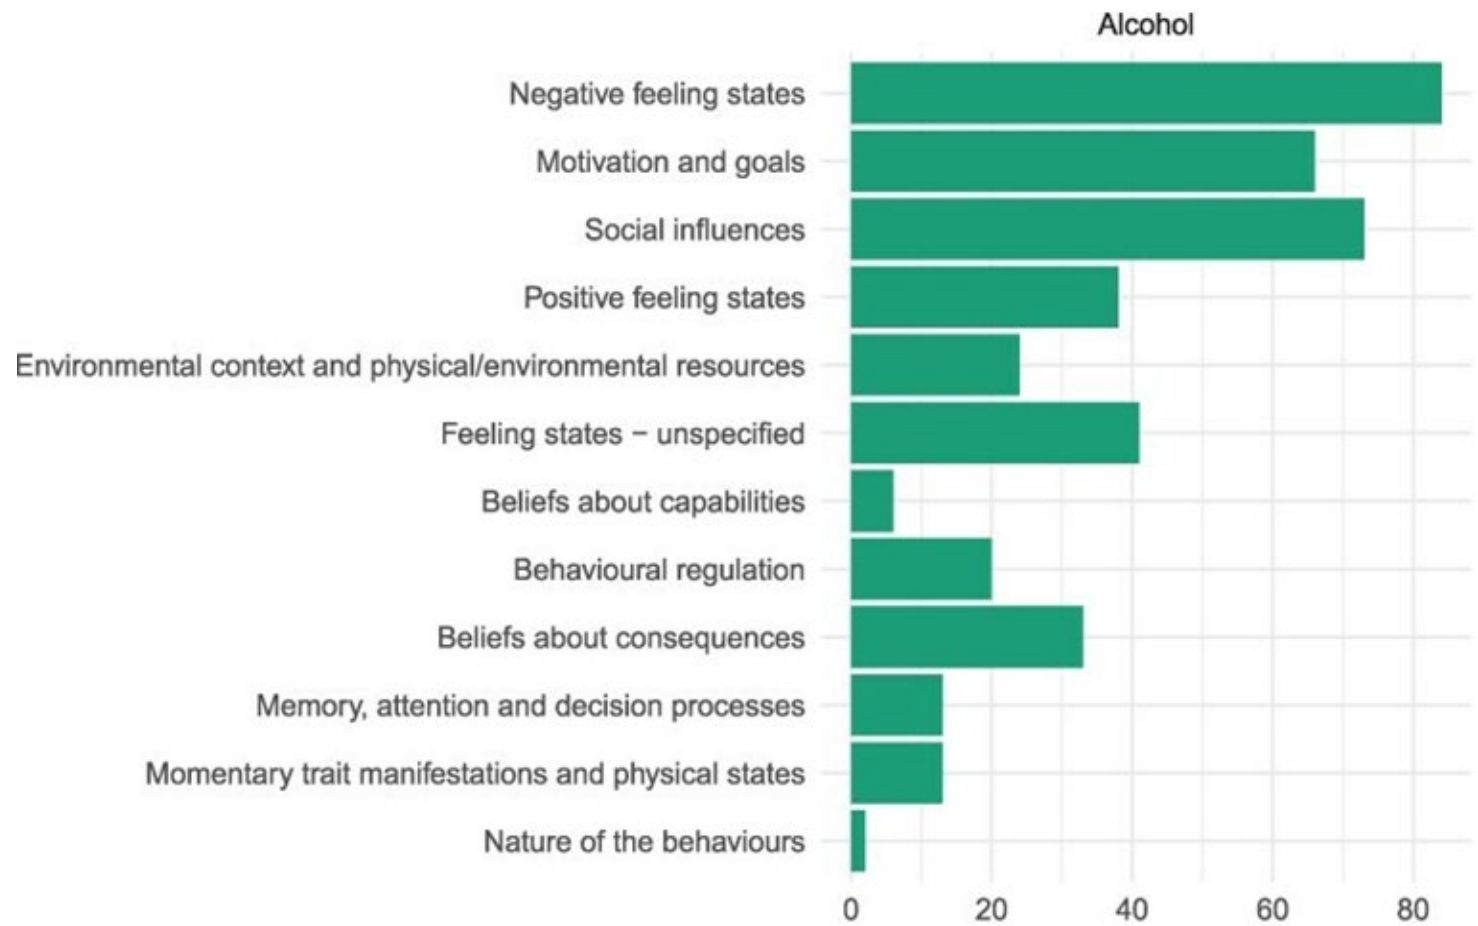 Alcohol
Negative feeling states
Motivation and goals
Social influences
Positive feeling states
Environmental context and physical/environmental resources
Feeling states − unspecified
Beliefs about capabilities
Behavioural regulation
Beliefs about consequences
Memory, attention and decision processes
Momentary trait manifestations and physical states
Nature of the behaviours
0 20 40 60 80